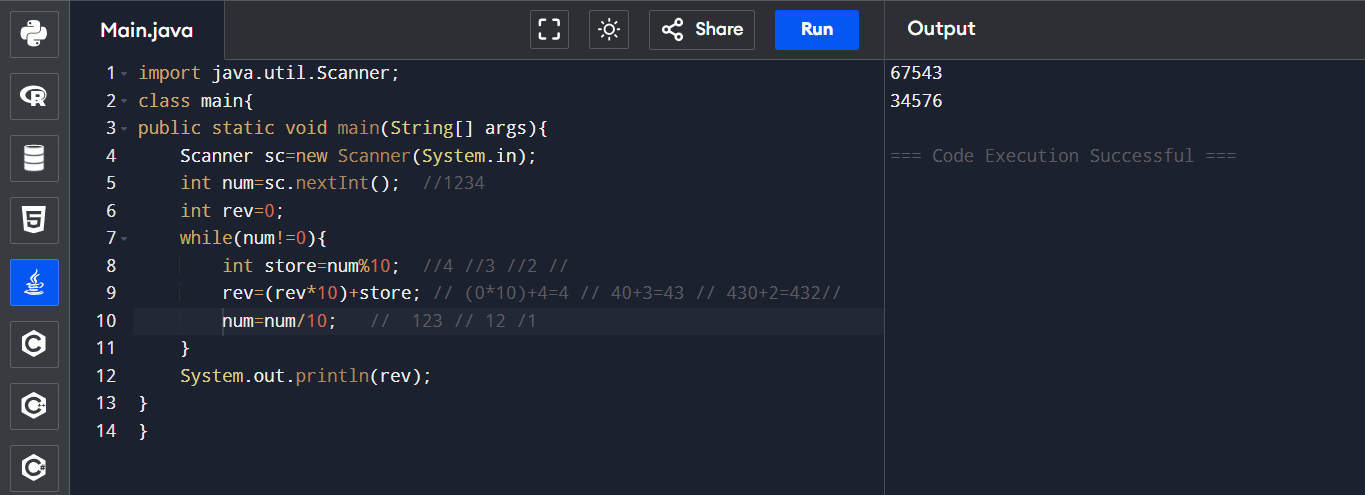 Main.java
Share
Run
Output
1 import java.util.Scanner;
2 class main{
3 public static void main(String[] args){
4 Scanner sc=new Scanner(System.in);
5 int num=sc.nextInt();  //1234
6 int rev=0;
7 while(num!=0){
8 int store=num%10;  //4 //3 //2 //
9 rev=(rev*10)+store; // (0*10)+4=4 // 40+3=43 // 430+2=432//
10 num=num/10;   //  123 // 12 /1
11 }
12 System.out.println(rev);
13 }
14 }
67543
34576
=== Code Execution Successful ===
R
5
C
C++
C#